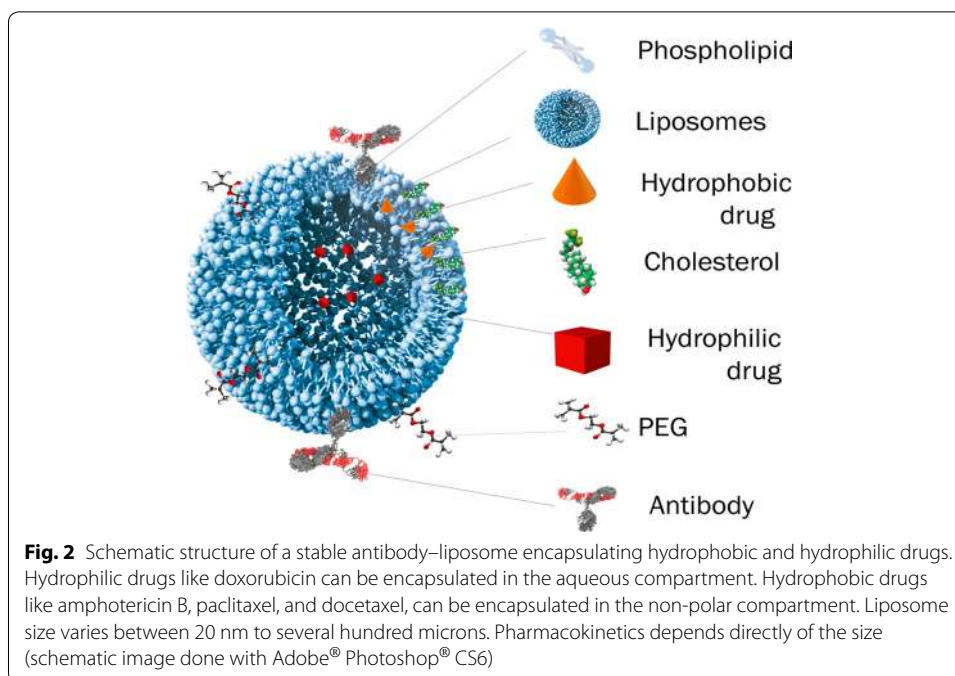 Phospholipid
Liposomes
Hydrophobic
drug
Cholesterol
Hydrophilic
drug
PEG
Antibody
Fig. 2 Schematic structure of a stable antibody–liposome encapsulating hydrophobic and hydrophilic drugs.
Hydrophilic drugs like doxorubicin can be encapsulated in the aqueous compartment. Hydrophobic drugs
like amphotericin B, paclitaxel, and docetaxel, can be encapsulated in the non-polar compartment. Liposome
size varies between 20 nm to several hundred microns. Pharmacokinetics depends directly of the size
(schematic image done with Adobe® Photoshop® CS6)